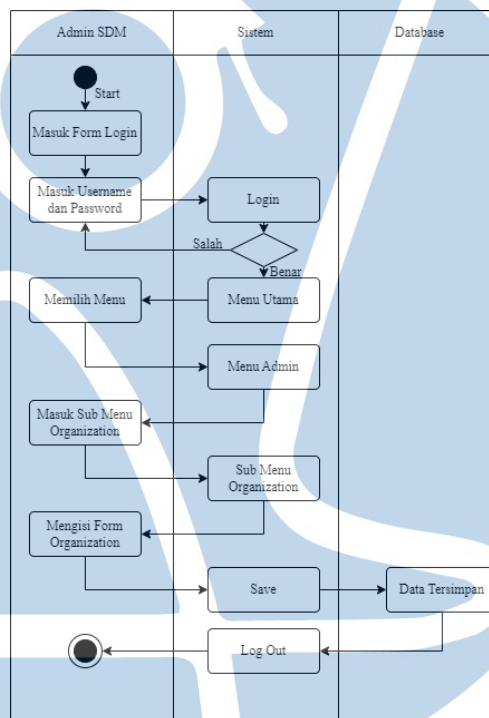 Admin SDM
Sistem
Database
Start
Masuk Form Login
Masuk Username
dan Password
Login
Salah
Benar
Memilih Menu
Menu Utama
Menu Admin
Masuk Sub Menu
Organization
Sub Menu
Organization
Mengisi Form
Organization
Save
Data Tersimpan
Log Out